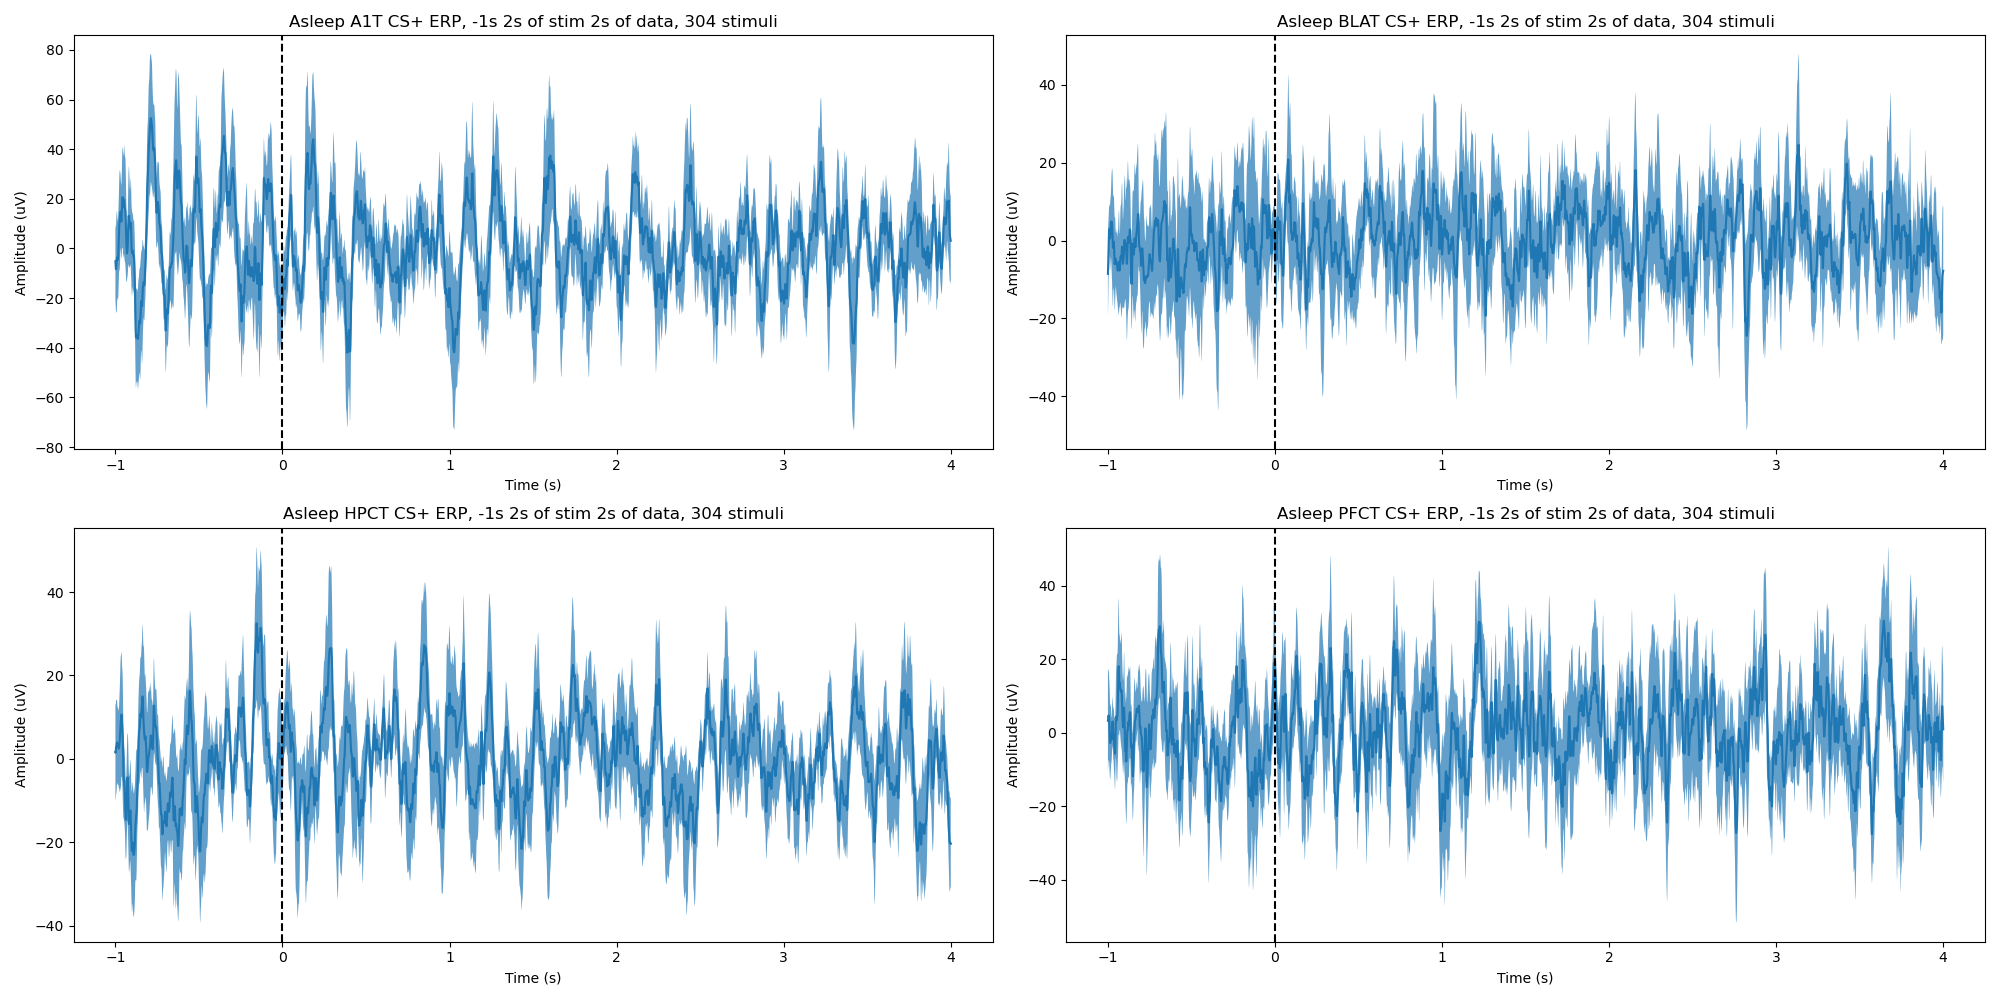 Asleep A1T CS+ ERP, -1s 2s of stim 2s of data, 304 stimuli
80
60
40
20
0
−20
−40
−60
−80
Amplitude (uV)
−1 0 1 2 3 4
Time (s)
Asleep BLAT CS+ ERP, -1s 2s of stim 2s of data, 304 stimuli
40
20
0
−20
−40
Amplitude (uV)
−1 0 1 2 3 4
Time (s)
Asleep HPCT CS+ ERP, -1s 2s of stim 2s of data, 304 stimuli
40
20
0
−20
−40
Amplitude (uV)
−1 0 1 2 3 4
Time (s)
Asleep PFCT CS+ ERP, -1s 2s of stim 2s of data, 304 stimuli
40
20
0
−20
−40
Amplitude (uV)
−1 0 1 2 3 4
Time (s)